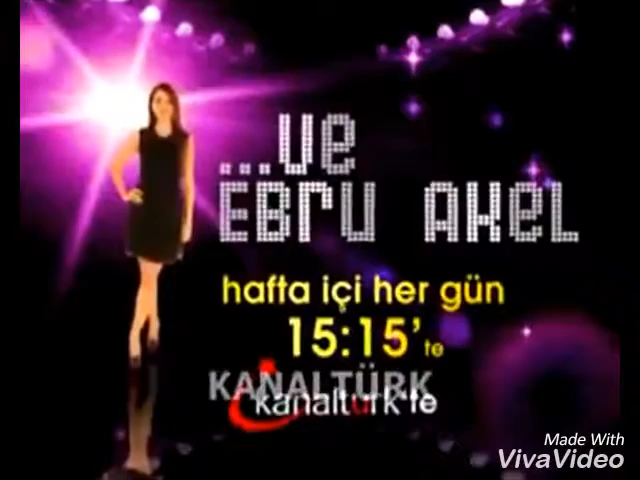 ...ve
EBRU AKEL
hafta içi her gün
15:15'te
KANALTÜRK
kanaltürk'te
Made With
VivaVideo